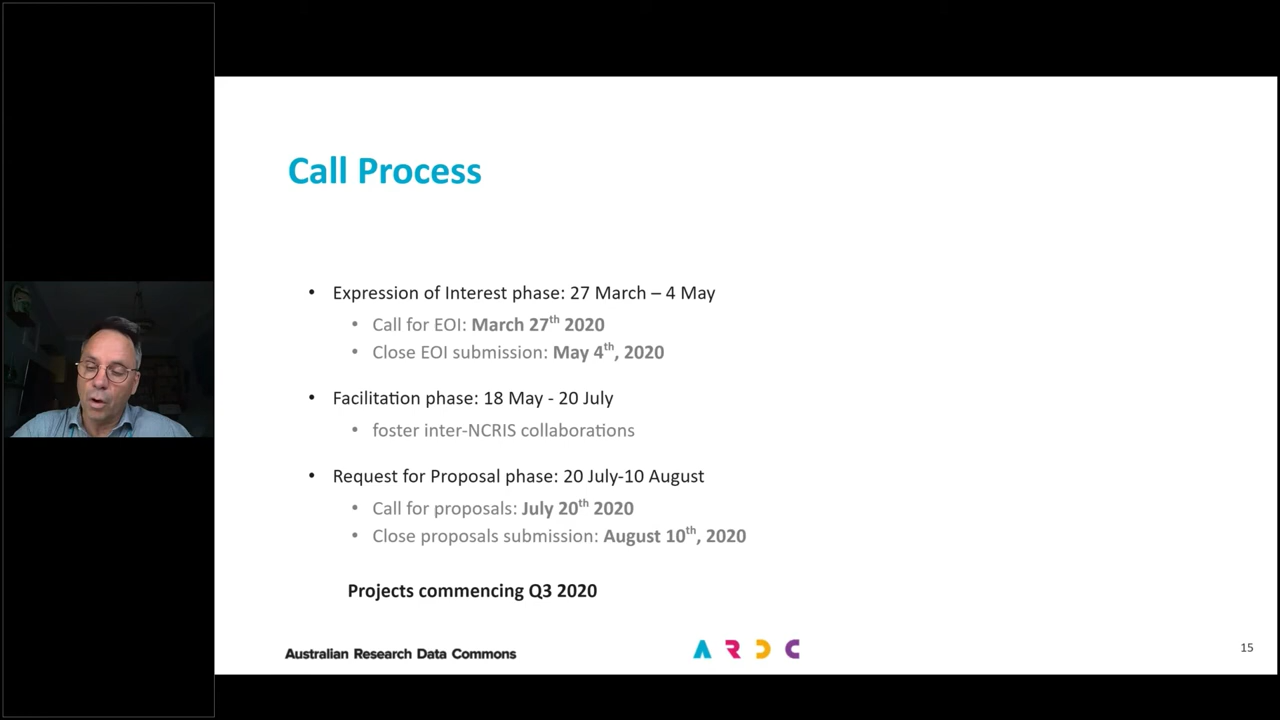 Call Process
• Expression of Interest phase: 27 March – 4 May
• Call for EOI: March 27th 2020
• Close EOI submission: May 4th, 2020
• Facilitation phase: 18 May - 20 July
• foster inter-NCRIS collaborations
• Request for Proposal phase: 20 July-10 August
• Call for proposals: July 20th 2020
• Close proposals submission: August 10th, 2020
Projects commencing Q3 2020
Australian Research Data Commons
ARDC
15